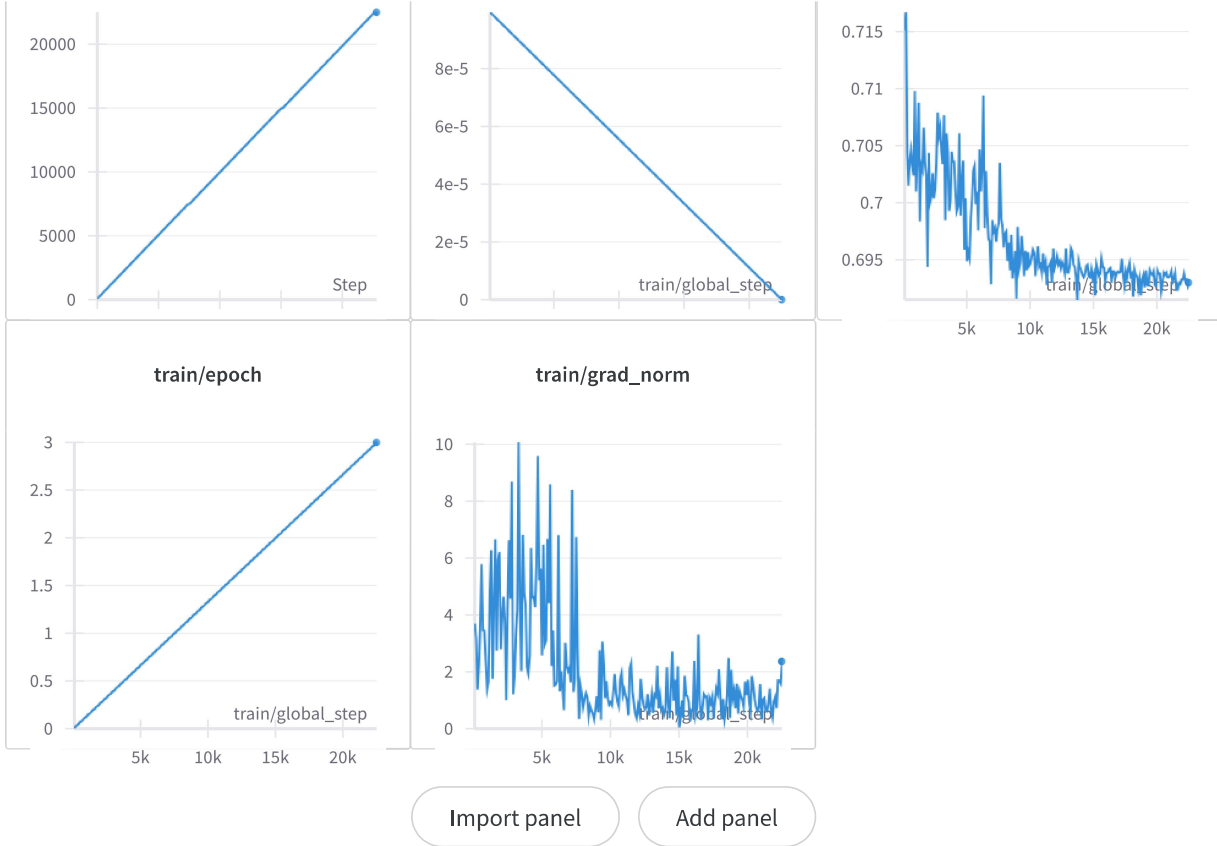 20000
15000
10000
5000
0
Step
8e-5
6e-5
4e-5
2e-5
0
train/global_step
0.715
0.71
0.705
0.7
0.695
train/global_step
5k 10k 15k 20k
train/epoch
3
2.5
2
1.5
1
0.5
0
train/global_step
5k 10k 15k 20k
train/grad_norm
10
8
6
4
2
0
train/global_step
5k 10k 15k 20k
Import panel
Add panel